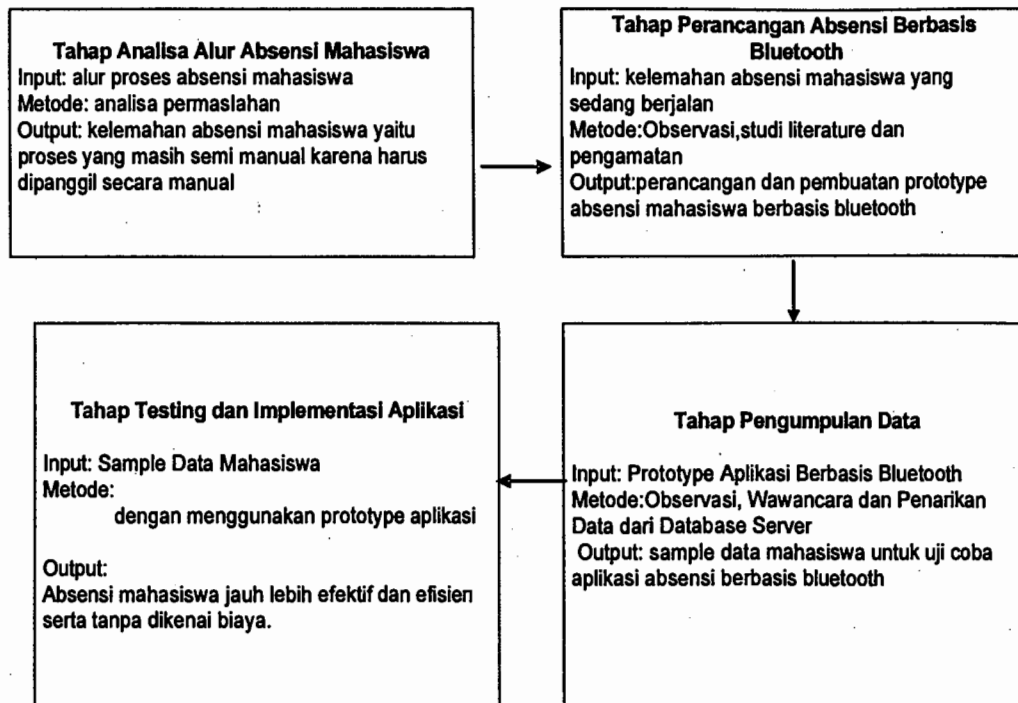 Tahap Analisa Alur Absensi Mahasiswa
Input: alur proses absensi mahasiswa
Metode: analisa permaslahan
Output: kelemahan absensi mahasiswa yaitu
proses yang masih semi manual karena harus
dipanggil secara manual
Tahap Perancangan Absensi Berbasis
Bluetooth
Input: kelemahan absensi mahasiswa yang
sedang berjalan
Metode:Observasi,studi literature dan
pengamatan
Output:perancangan dan pembuatan prototype
absensi mahasiswa berbasis bluetooth
Tahap Pengumpulan Data
Input: Prototype Aplikasi Berbasis Bluetooth
Metode:Observasi, Wawancara dan Penarikan
Data dari Database Server
Output: sample data mahasiswa untuk uji coba
aplikasi absensi berbasis bluetooth
Tahap Testing dan Implementasi Aplikasi
Input: Sample Data Mahasiswa
Metode:
dengan menggunakan prototype aplikasi
Output:
Absensi mahasiswa jauh lebih efektif dan efisien
serta tanpa dikenai biaya.